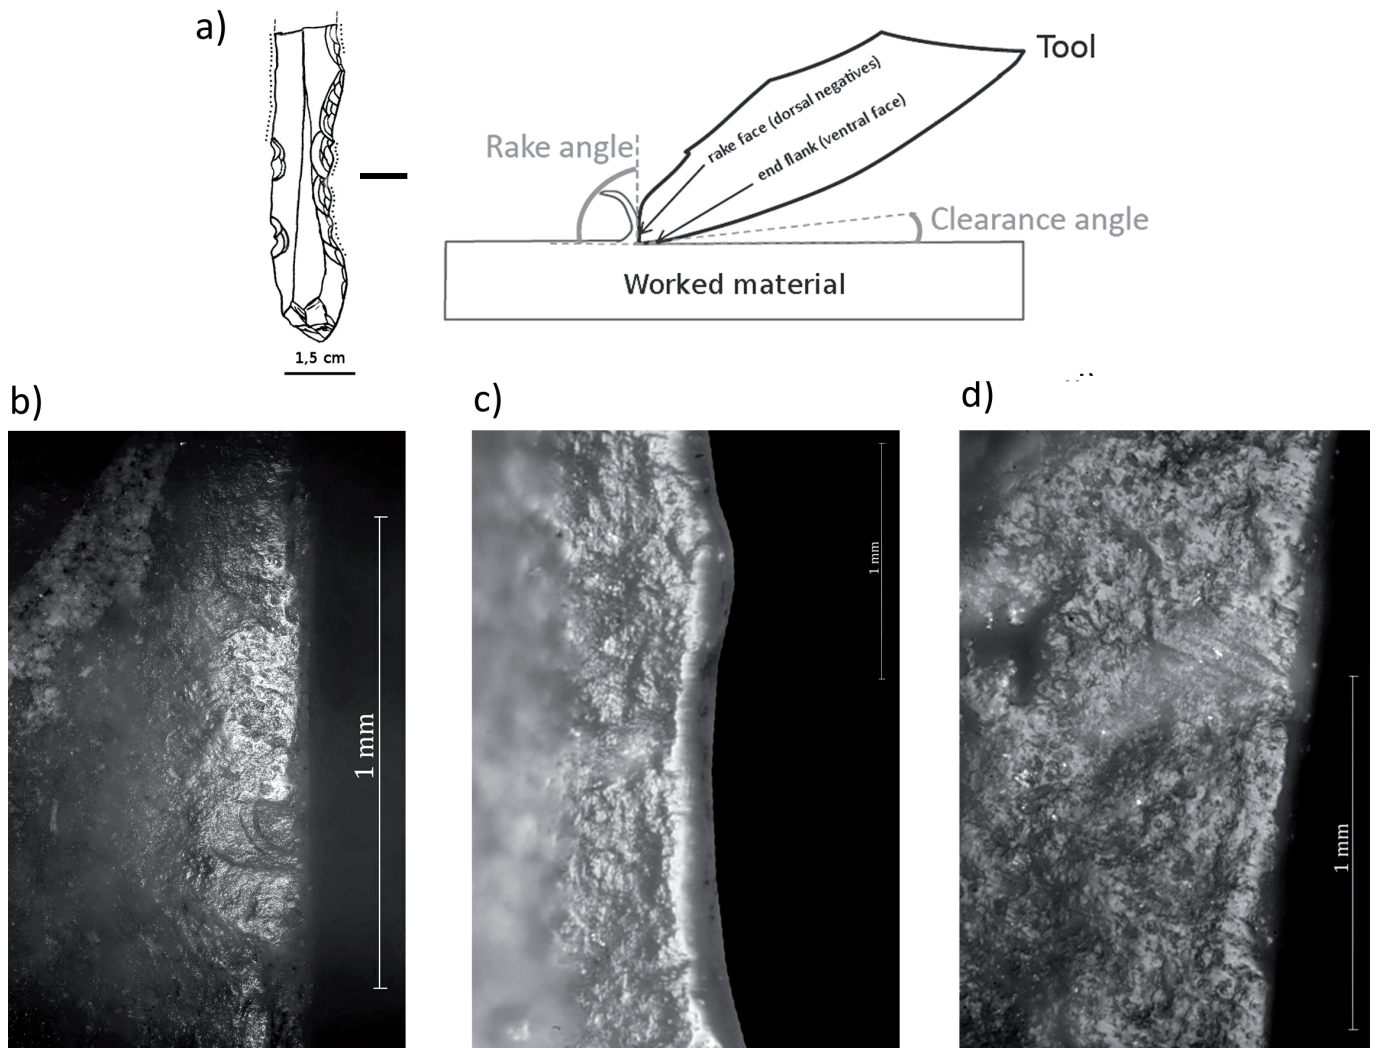 a)
Tool
rake face (dorsal negatives)
Rake angle
end flank (ventral face)
Clearance angle
Worked material
1,5 cm
b)
c)
d)
1 mm
1 mm
1 mm